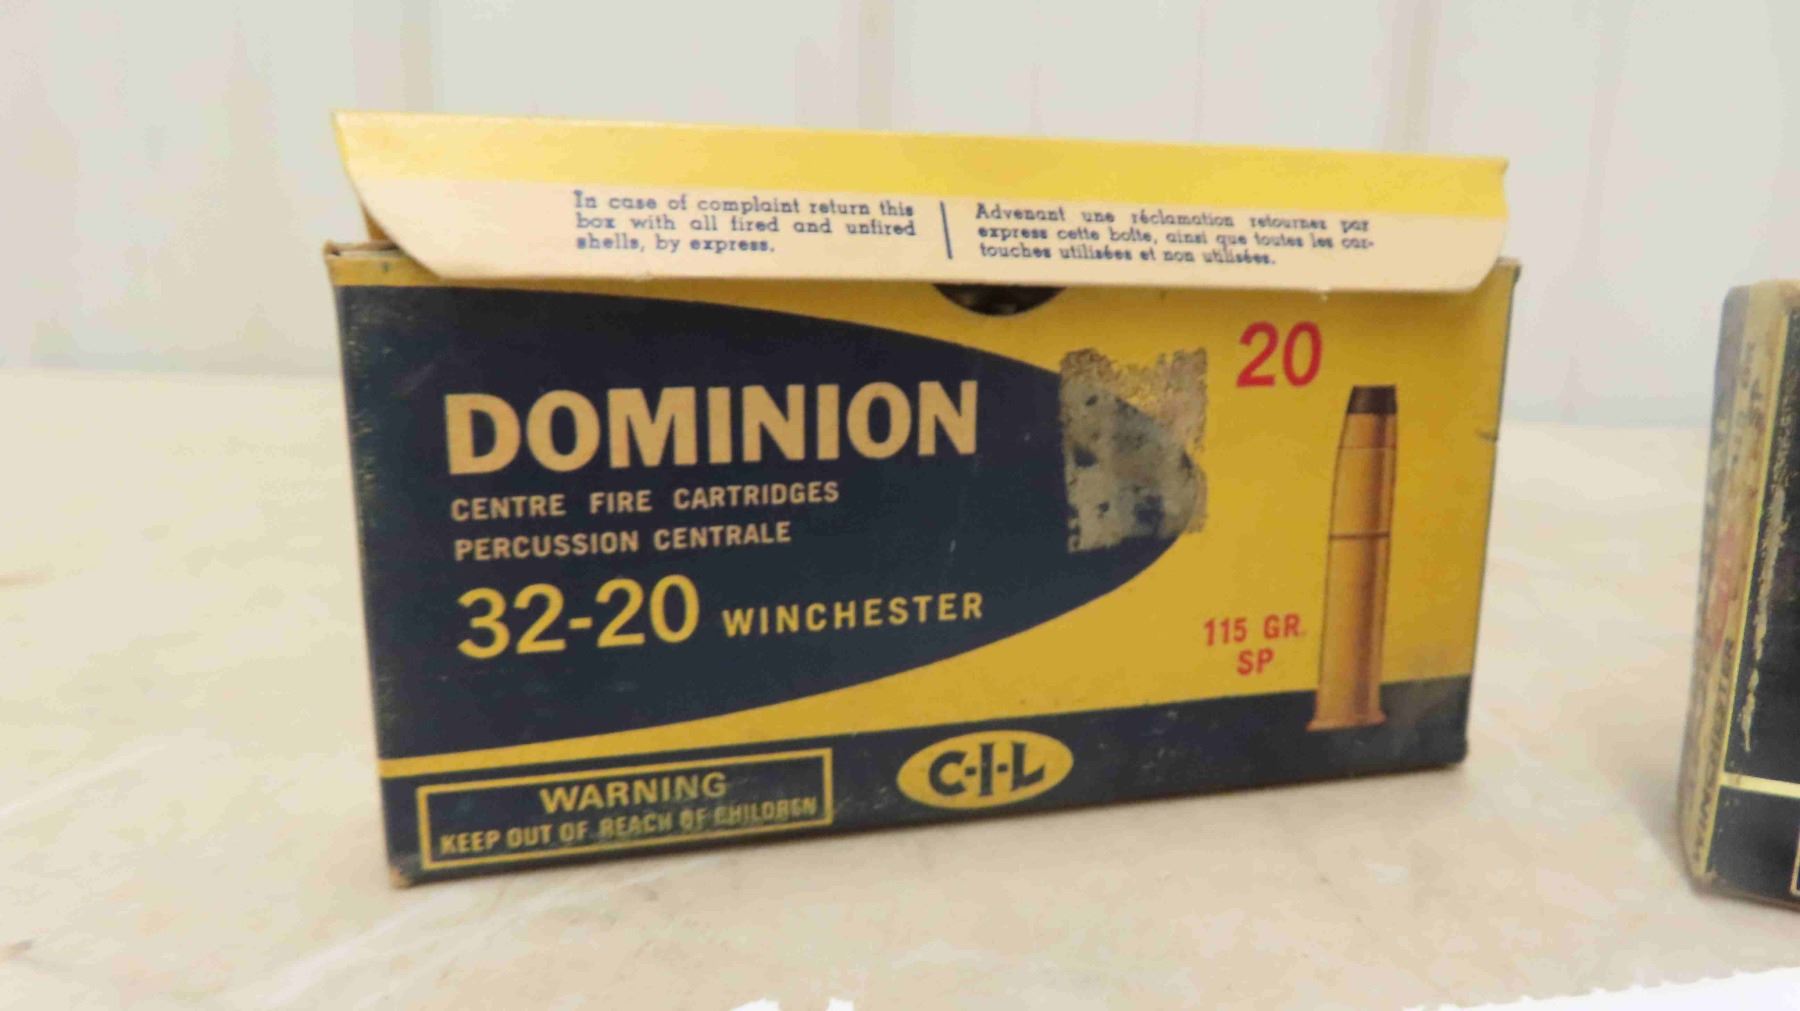 In case of complaint return this
box with all fired and unfired
shells, by express.
Advenant une réclamation retournez par
express cette boîte, ainsi que toutes les car-
touches utilisées et non utilisées.
20
DOMINION
CENTRE FIRE CARTRIDGES
PERCUSSION CENTRALE
32-20 WINCHESTER
115 GR.
SP
C-I-L
WARNING
KEEP OUT OF REACH OF CHILDREN
WINCHESTER